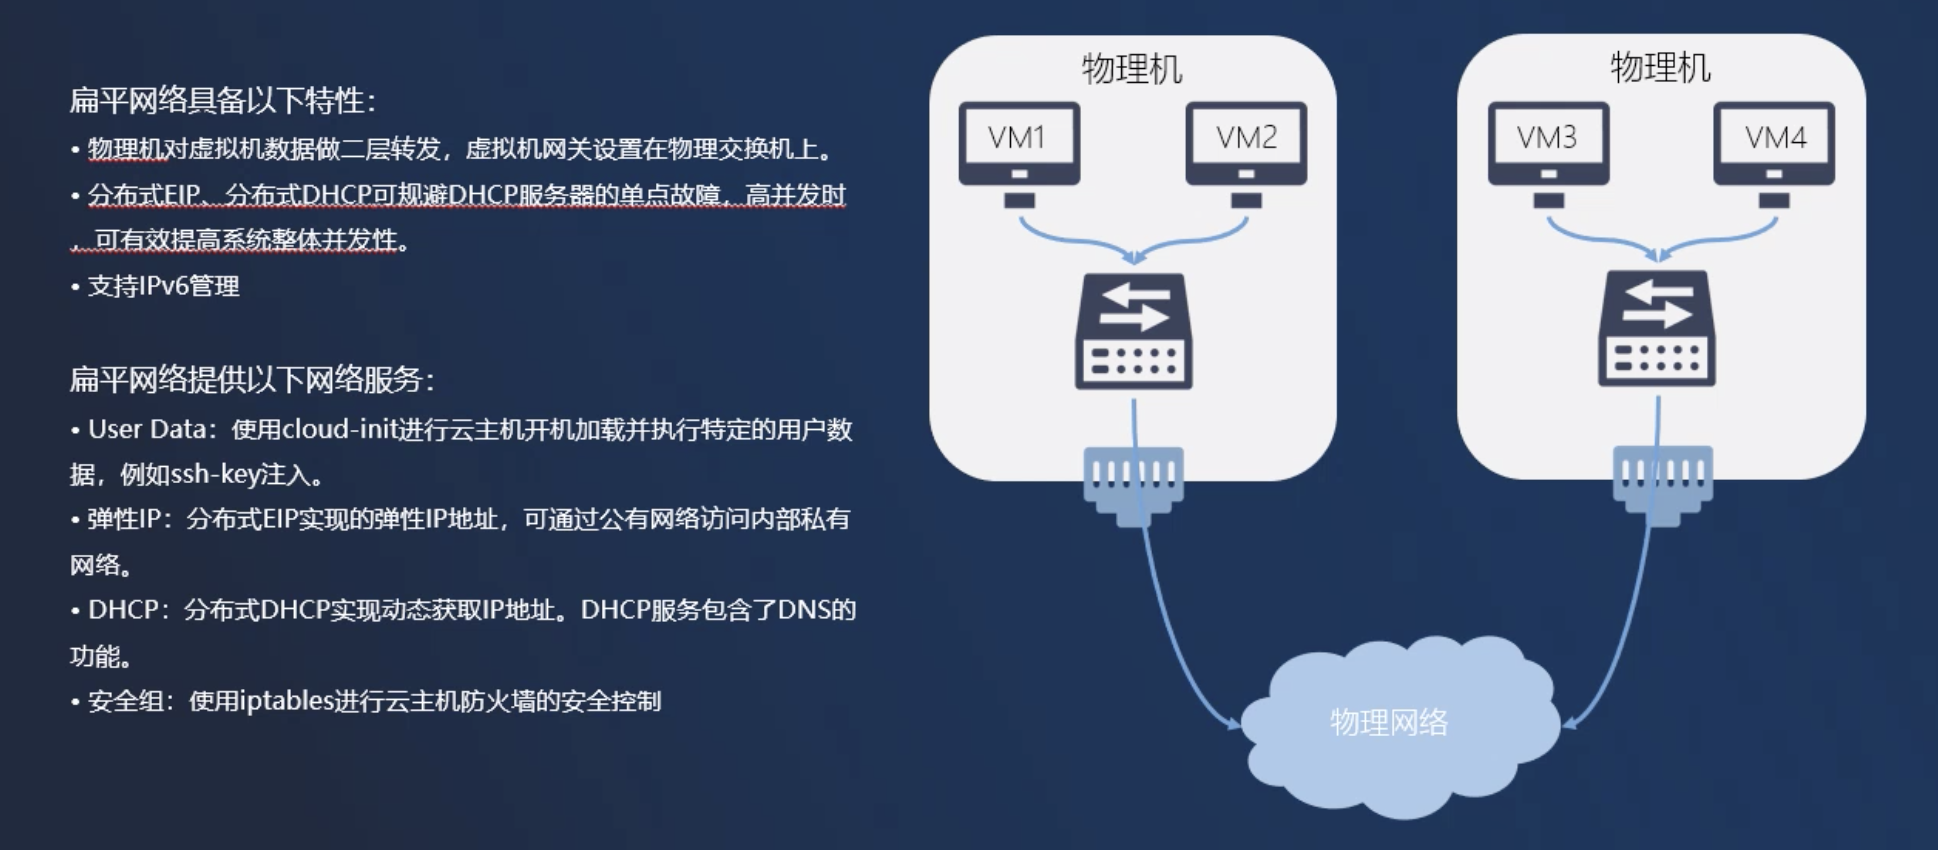 扁平网络具备以下特性：
• 物理机对虚拟机数据做二层转发，虚拟机网关设置在物理交换机上。
• 分布式EIP、分布式DHCP可规避DHCP服务器的单点故障，高并发时
，可有效提高系统整体并发性。
• 支持IPv6管理
扁平网络提供以下网络服务：
• User Data：使用cloud-init进行云主机开机加载并执行特定的用户数
据，例如ssh-key注入。
• 弹性IP：分布式EIP实现的弹性IP地址，可通过公有网络访问内部私有
网络。
• DHCP：分布式DHCP实现动态获取IP地址。DHCP服务包含了DNS的
功能。
• 安全组：使用iptables进行云主机防火墙的安全控制
物理机
VM1
VM2
物理机
VM3
VM4
物理网络